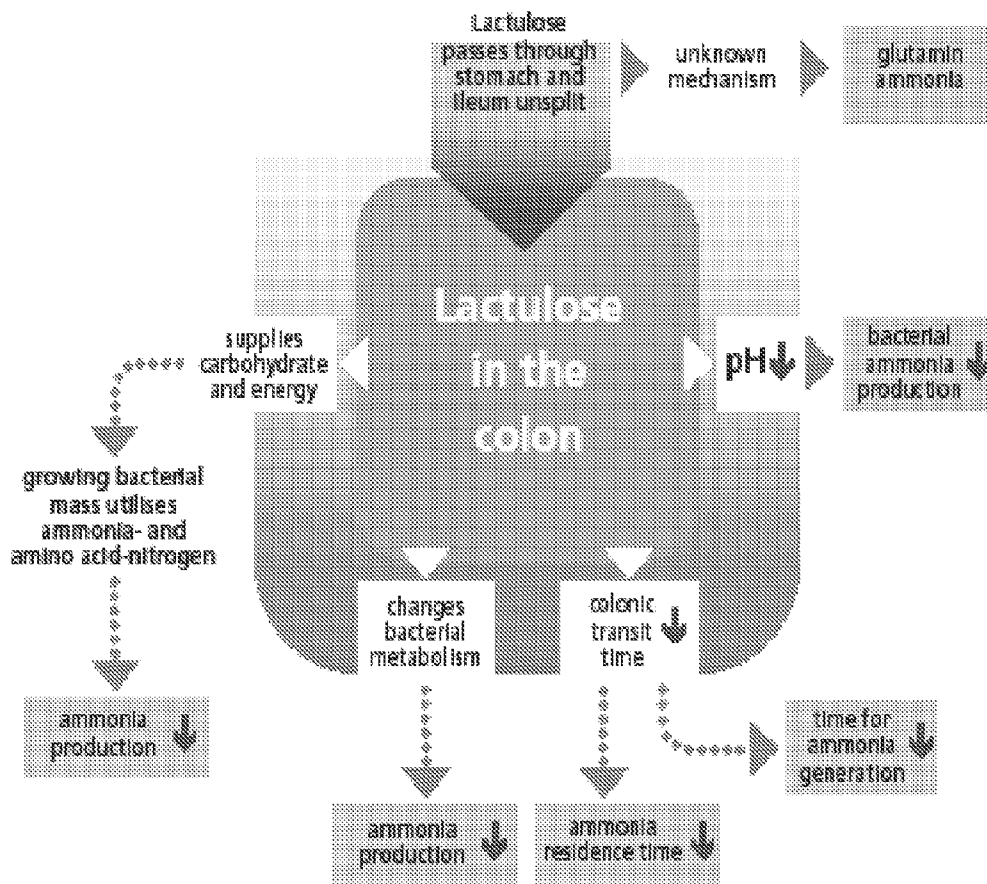 Lactulose
passes through
stomach and
ileum unsplit
unknown
mechanism
glutamin
ammonia
Lactulose
in the
colon
supplies
carbohydrate
and energy
pH
bacterial
ammonia
production
growing bacterial
mass utilises
ammonia- and
amino acid-nitrogen
changes
bacterial
metabolism
colonic
transit
time
ammonia
production
time for
ammonia
generation
ammonia
production
ammonia
residence time